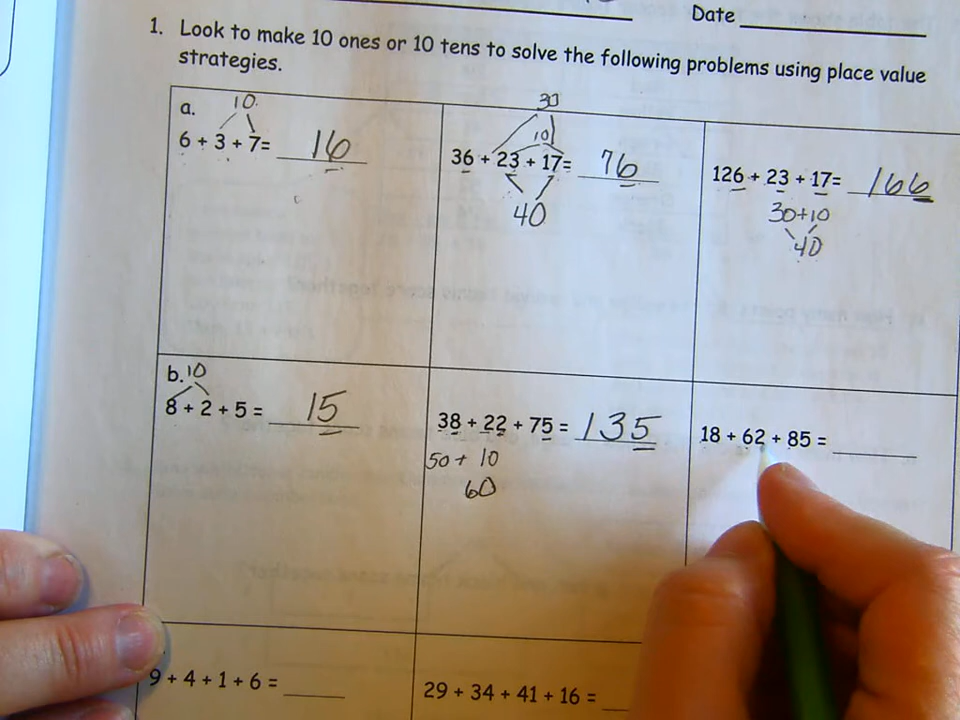 Date
1. Look to make 10 ones or 10 tens to solve the following problems using place value
strategies.
a.
10
6 + 3 + 7= 16
30
10
36 + 23 + 17= 76
40
126 + 23 + 17= 166
30+10
40
b. 10
8 + 2 + 5 = 15
38 + 22 + 75 = 135
50 + 10
60
18 + 62 + 85 =
9 + 4 + 1 + 6 =
29 + 34 + 41 + 16 =